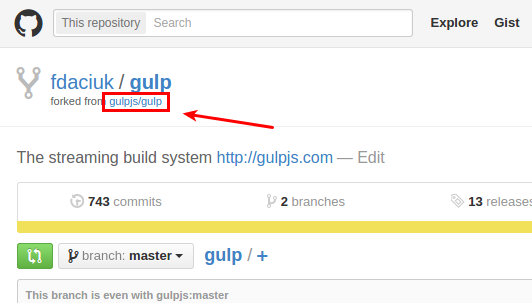 This repository Search Explore Gist
fdaciuk / gulp
forked from gulpjs/gulp
The streaming build system http://gulpjs.com — Edit
743 commits 2 branches 13 releases
branch: master gulp / +
This branch is even with gulpjs:master